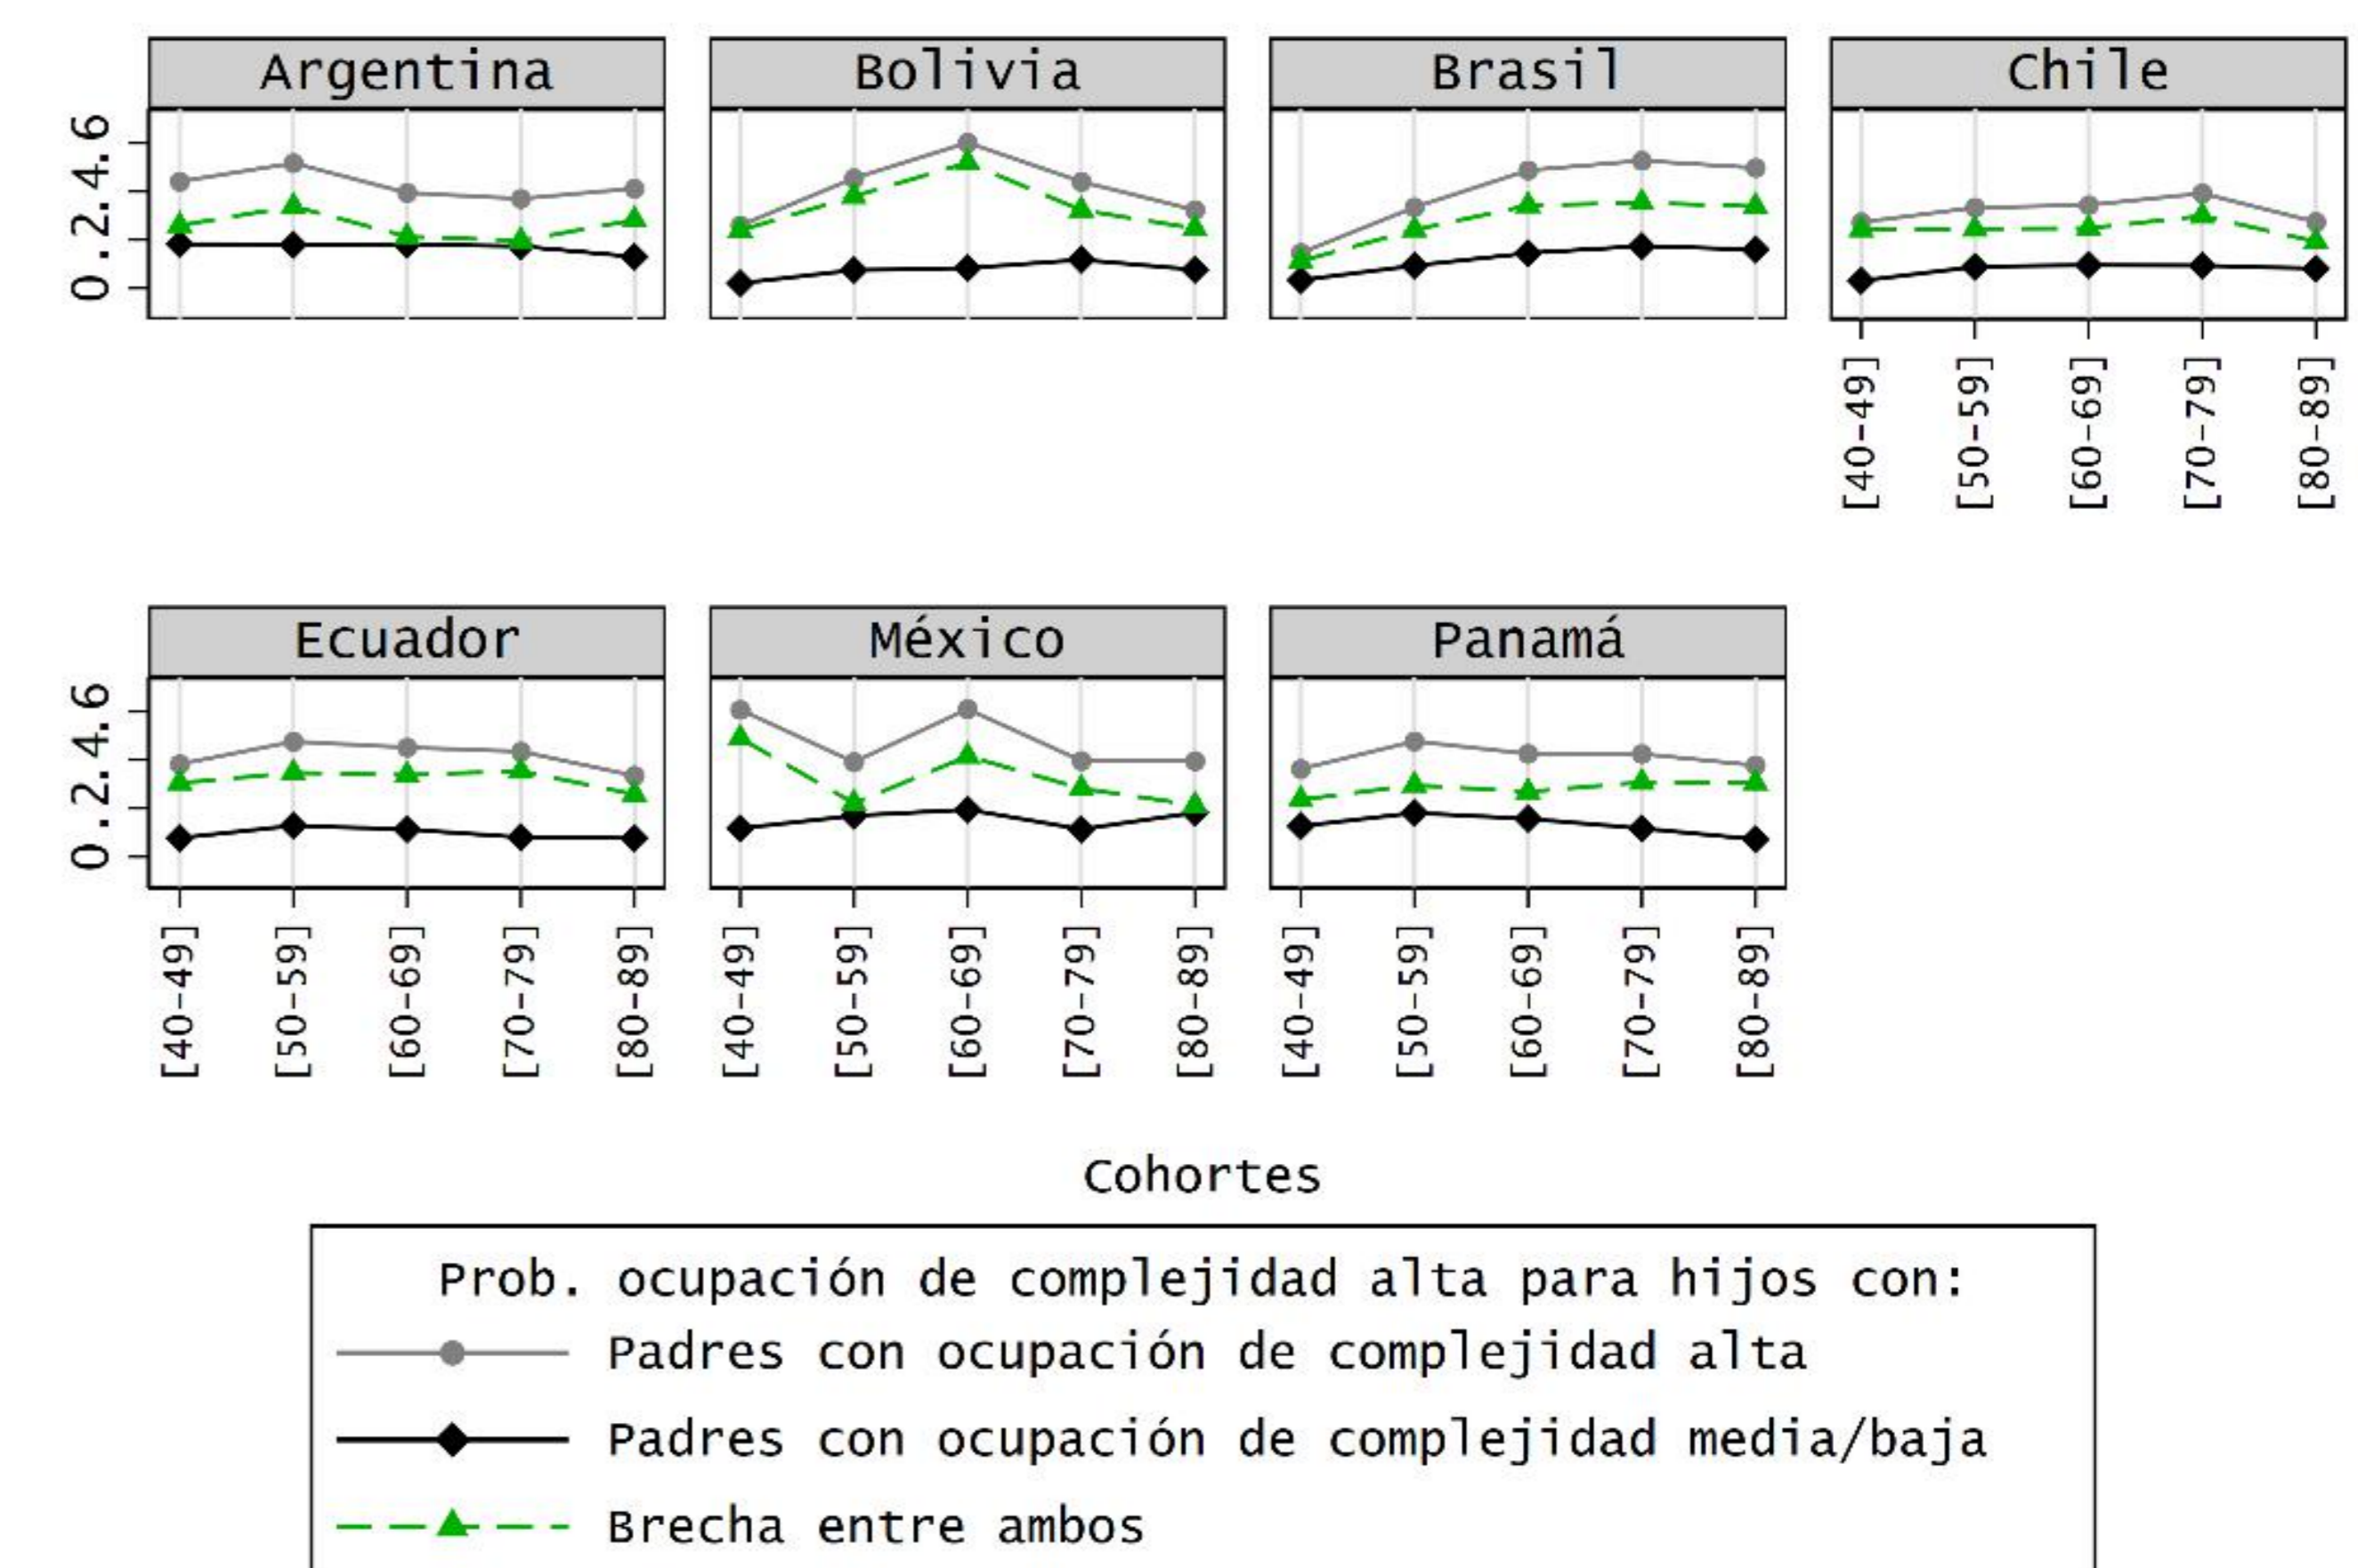 Argentina
Bolivia
Brasil
Chile
0 .2 .4 .6
[40-49] [50-59] [60-69] [70-79] [80-89]
Ecuador
México
Panamá
0 .2 .4 .6
[40-49] [50-59] [60-69] [70-79] [80-89]
[40-49] [50-59] [60-69] [70-79] [80-89]
[40-49] [50-59] [60-69] [70-79] [80-89]
Cohortes
Prob. ocupación de complejidad alta para hijos con:
Padres con ocupación de complejidad alta
Padres con ocupación de complejidad media/baja
Brecha entre ambos